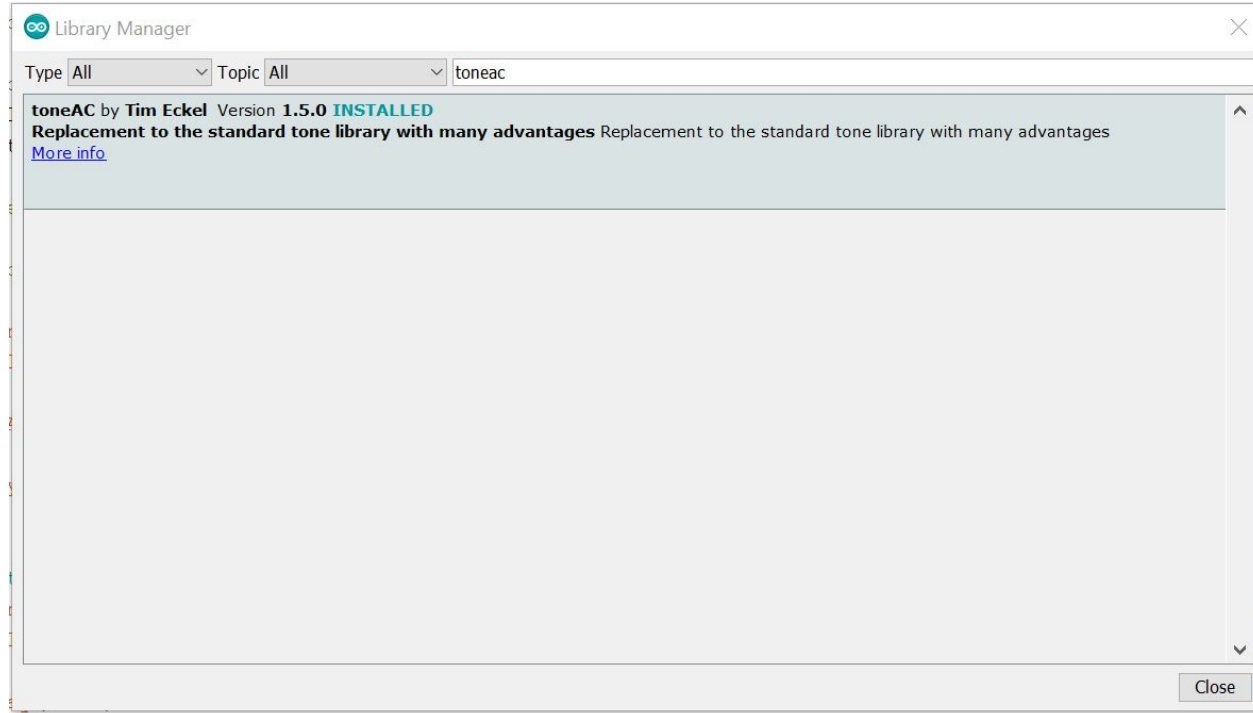 Library Manager
Type All Topic All toneac
toneAC by Tim Eckel Version 1.5.0 INSTALLED
Replacement to the standard tone library with many advantages Replacement to the standard tone library with many advantages
More info
Close